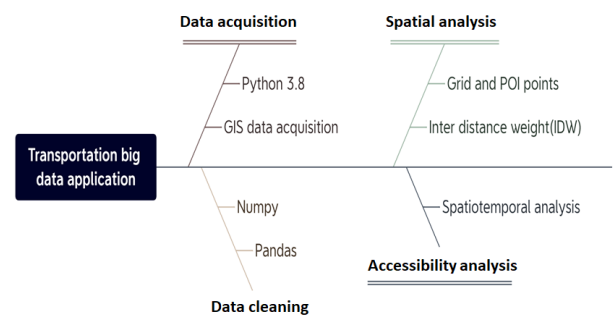 Data acquisition
Spatial analysis
Python 3.8
Grid and POI points
GIS data acquisition
Inter distance weight(IDW)
Transportation big
data application
Numpy
Spatiotemporal analysis
Pandas
Accessibility analysis
Data cleaning